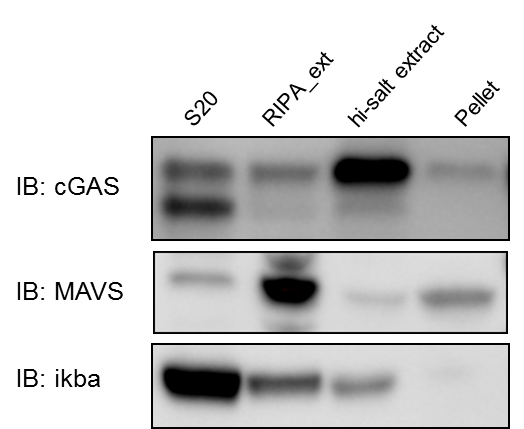 S20
RIPA_ext
hi-salt extract
Pellet
IB: cGAS
IB: MAVS
IB: ikba